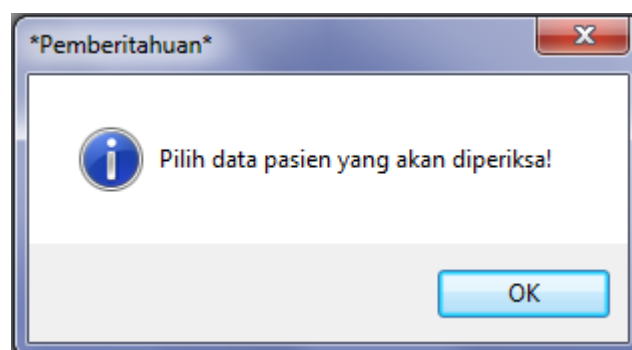 *Pemberitahuan*
Pilih data pasien yang akan diperiksa!
OK